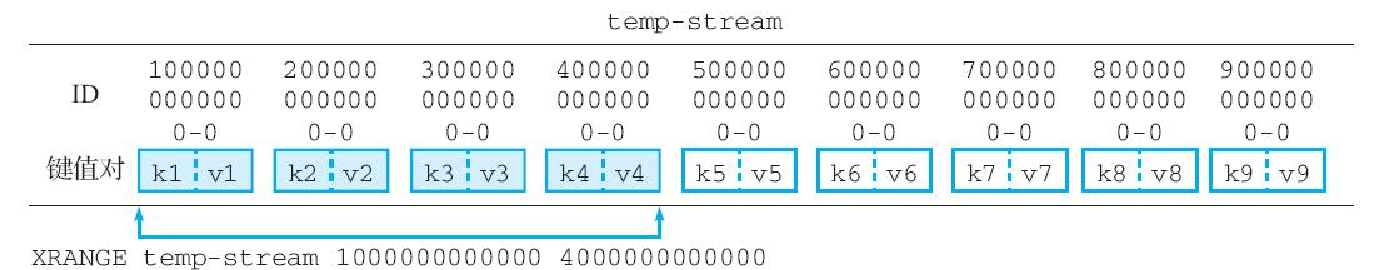 temp-stream
100000 200000 300000 400000 500000 600000 700000 800000 900000
ID 000000 000000 000000 000000 000000 000000 000000 000000 000000
0-0 0-0 0-0 0-0 0-0 0-0 0-0 0-0 0-0
键值对 k1 v1 k2 v2 k3 v3 k4 v4 k5 v5 k6 v6 k7 v7 k8 v8 k9 v9
XRANGE temp-stream 1000000000000 4000000000000